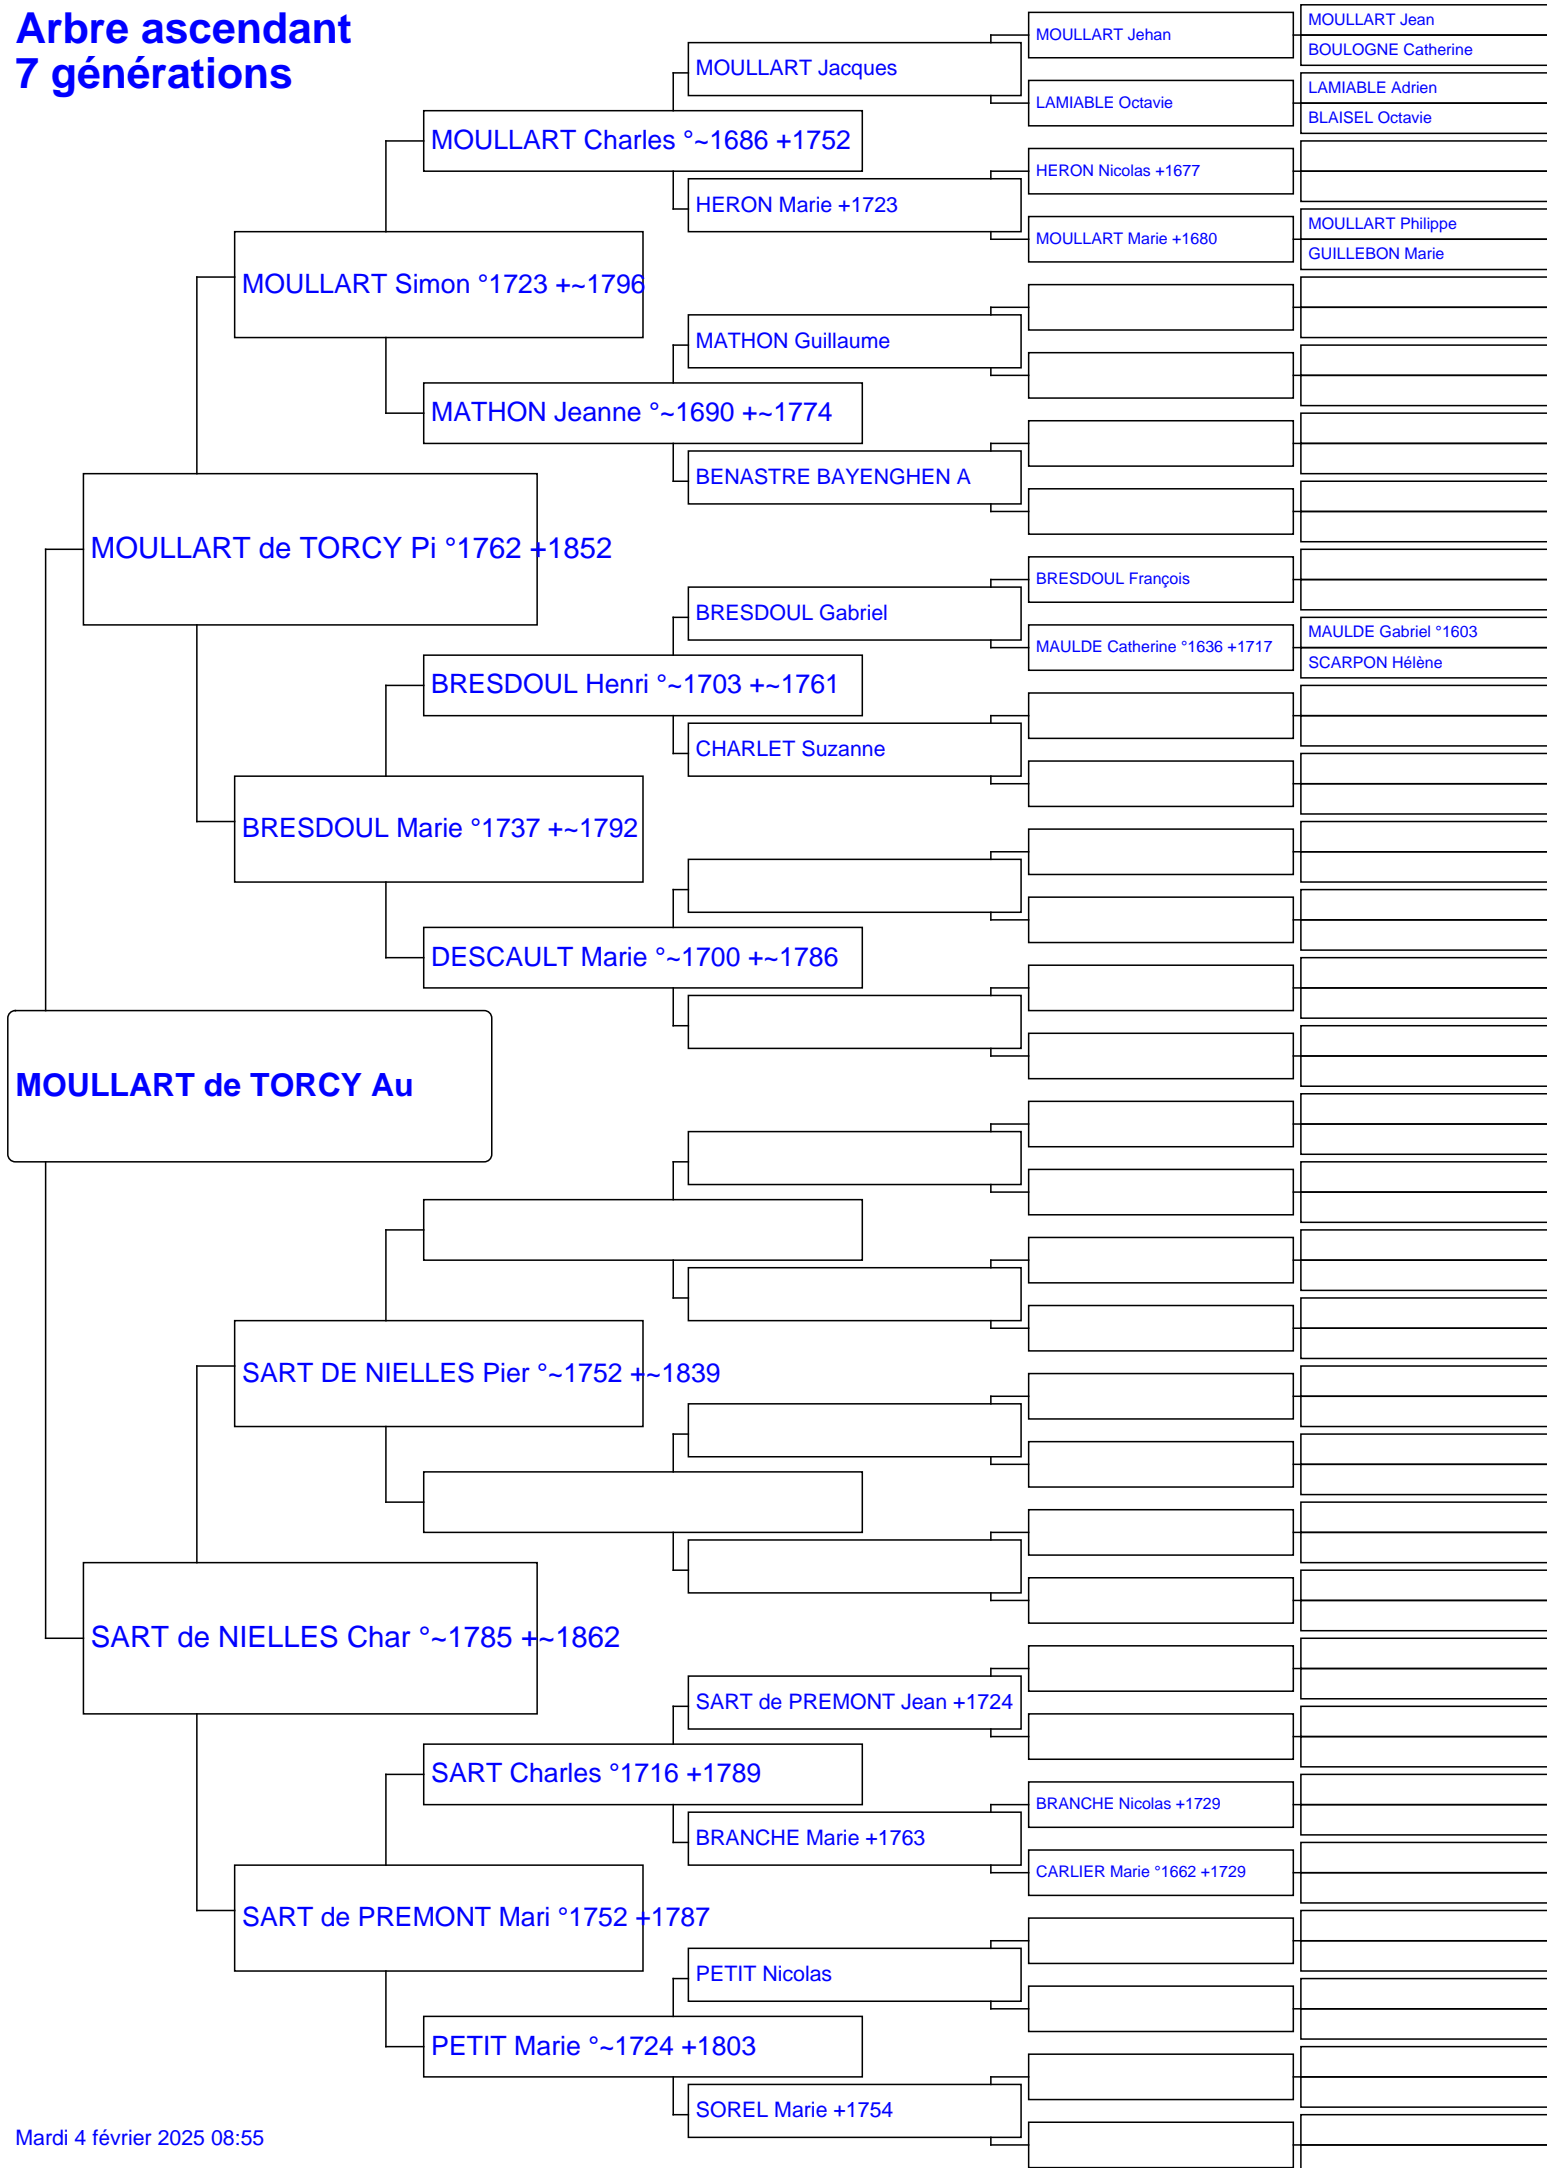 Arbre ascendant
7 générations
MOULLART Jean
BOULOGNE Catherine
MOULLART Jehan
MOULLART Jacques
LAMIABLE Adrien
BLAISEL Octavie
LAMIABLE Octavie
MOULLART Charles °~1686 +1752
HERON Nicolas +1677
HERON Marie +1723
MOULLART Philippe
GUILLEBON Marie
MOULLART Marie +1680
MOULLART Simon °1723 +~1796
MATHON Guillaume
MATHON Jeanne °~1690 +~1774
BENASTRE BAYENGHEN A
MOULLART de TORCY Pi °1762 +1852
BRESDOUL François
BRESDOUL Gabriel
MAULDE Gabriel °1603
SCARPON Hélène
MAULDE Catherine °1636 +1717
BRESDOUL Henri °~1703 +~1761
CHARLET Suzanne
BRESDOUL Marie °1737 +~1792
DESCAULT Marie °~1700 +~1786
MOULLART de TORCY Au
SART DE NIELLES Pier °~1752 +~1839
SART de NIELLES Char °~1785 +~1862
SART de PREMONT Jean +1724
SART Charles °1716 +1789
BRANCHE Nicolas +1729
BRANCHE Marie +1763
CARLIER Marie °1662 +1729
SART de PREMONT Mari °1752 +1787
PETIT Nicolas
PETIT Marie °~1724 +1803
SOREL Marie +1754
Mardi 4 février 2025 08:55